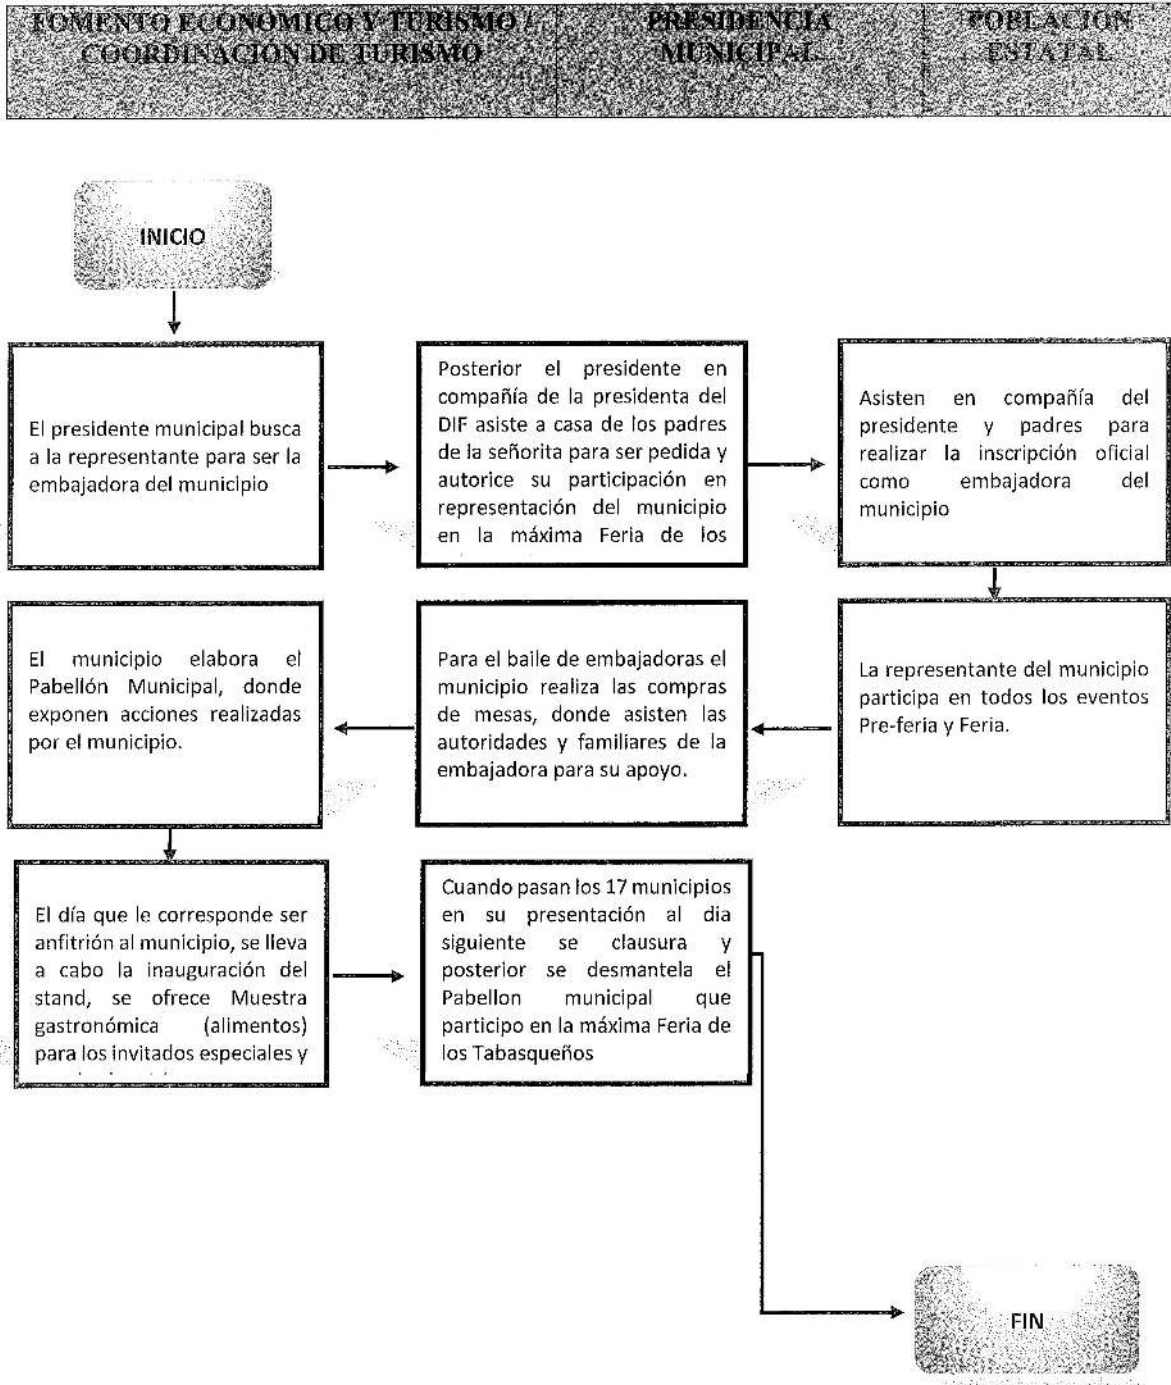 FOMENTO ECONOMICO Y TURISMO /
COORDINACION DE TURISMO
PRESIDENCIA
MUNICIPAL
POBLACION
ESTATAL
INICIO
El presidente municipal busca
a la representante para ser la
embajadora del municipio
Posterior el presidente en
compañía de la presidenta del
DIF asiste a casa de los padres
de la señorita para ser pedida y
autorice su participación en
representación del municipio
en la máxima Feria de los
Asisten en compañía del
presidente y padres para
realizar la inscripción oficial
como embajadora del
municipio
El municipio elabora el
Pabellón Municipal, donde
exponen acciones realizadas
por el municipio.
Para el baile de embajadoras el
municipio realiza las compras
de mesas, donde asisten las
autoridades y familiares de la
embajadora para su apoyo.
La representante del municipio
participa en todos los eventos
Pre-feria y Feria.
El día que le corresponde ser
anfitrión al municipio, se lleva
a cabo la inauguración del
stand, se ofrece Muestra
gastronómica (alimentos)
para los invitados especiales y
Cuando pasan los 17 municipios
en su presentación al dia
siguiente se clausura y
posterior se desmantela el
Pabellon municipal que
participo en la máxima Feria de
los Tabasqueños
FIN